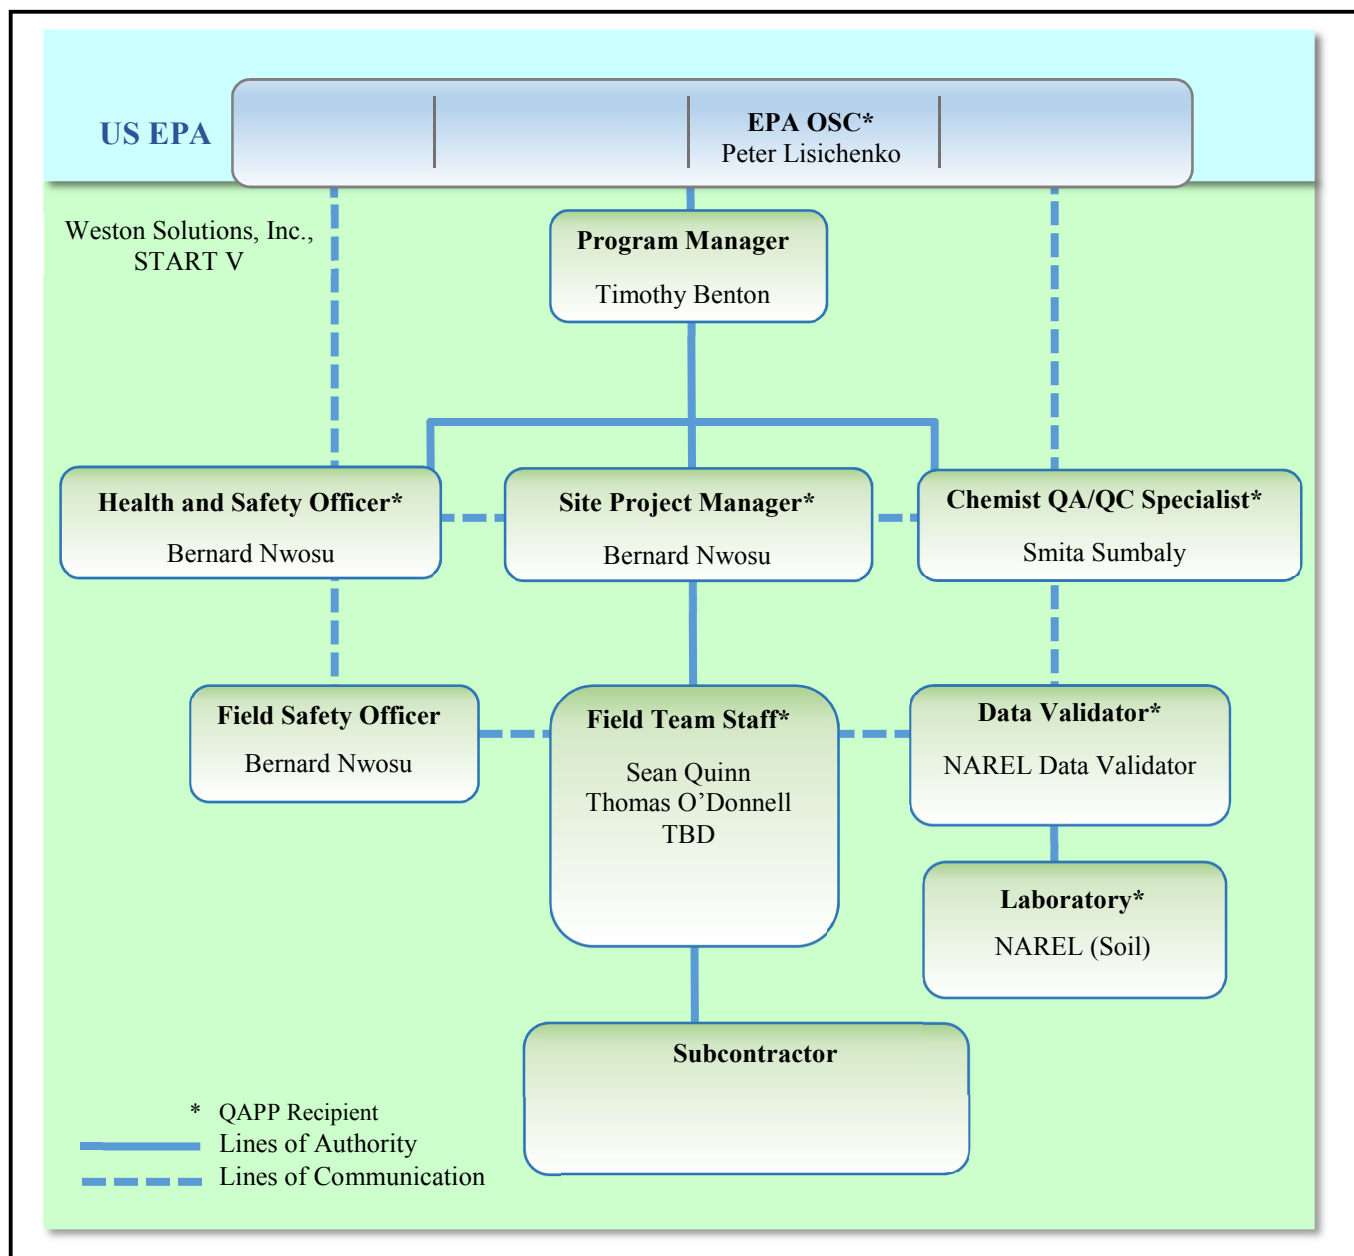 US EPA
EPA OSC*
Peter Lisichenko
Weston Solutions, Inc.,
START V
Program Manager
Timothy Benton
Health and Safety Officer*
Bernard Nwosu
Site Project Manager*
Bernard Nwosu
Chemist QA/QC Specialist*
Smita Sumbaly
Field Safety Officer
Bernard Nwosu
Field Team Staff*
Sean Quinn
Thomas O’Donnell
TBD
Data Validator*
NAREL Data Validator
Laboratory*
NAREL (Soil)
Subcontractor
* QAPP Recipient
Lines of Authority
Lines of Communication